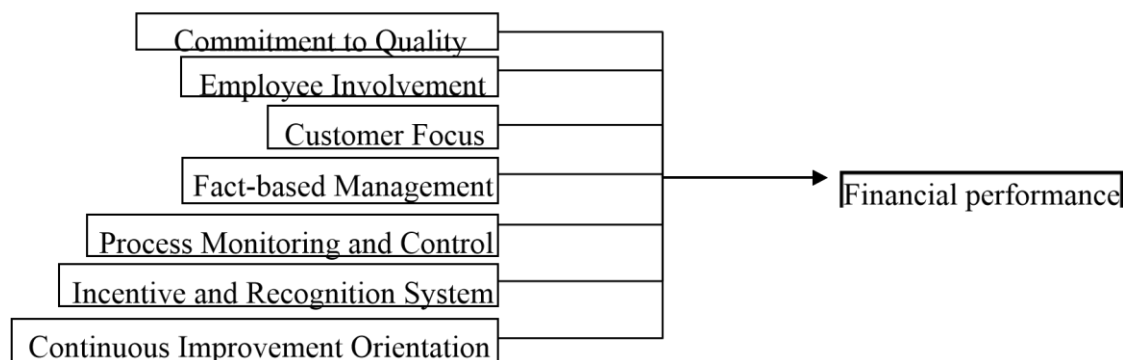 Commitment to Quality
Employee Involvement
Customer Focus
Fact-based Management
Process Monitoring and Control
Incentive and Recognition System
Continuous Improvement Orientation
Financial performance